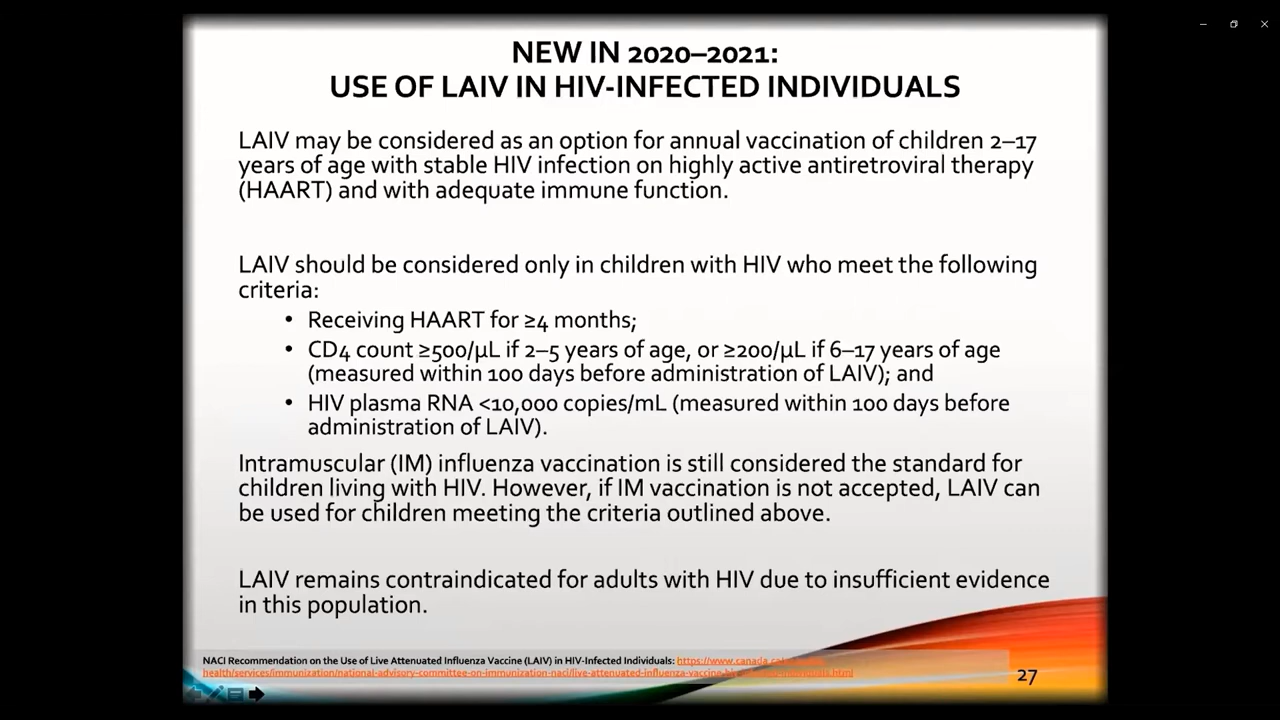 NEW IN 2020–2021:
USE OF LAIV IN HIV-INFECTED INDIVIDUALS
LAIV may be considered as an option for annual vaccination of children 2–17
years of age with stable HIV infection on highly active antiretroviral therapy
(HAART) and with adequate immune function.
LAIV should be considered only in children with HIV who meet the following
criteria:
• Receiving HAART for ≥4 months;
• CD4 count ≥500/µL if 2–5 years of age, or ≥200/µL if 6–17 years of age
(measured within 100 days before administration of LAIV); and
• HIV plasma RNA <10,000 copies/mL (measured within 100 days before
administration of LAIV).
Intramuscular (IM) influenza vaccination is still considered the standard for
children living with HIV. However, if IM vaccination is not accepted, LAIV can
be used for children meeting the criteria outlined above.
LAIV remains contraindicated for adults with HIV due to insufficient evidence
in this population.
NACI Recommendation on the Use of Live Attenuated Influenza Vaccine (LAIV) in HIV-Infected Individuals: https://www.canada.ca
health/services/immunization/national-advisory-committee-on-immunization-naci/live-attenuated-influenza-vaccine
27